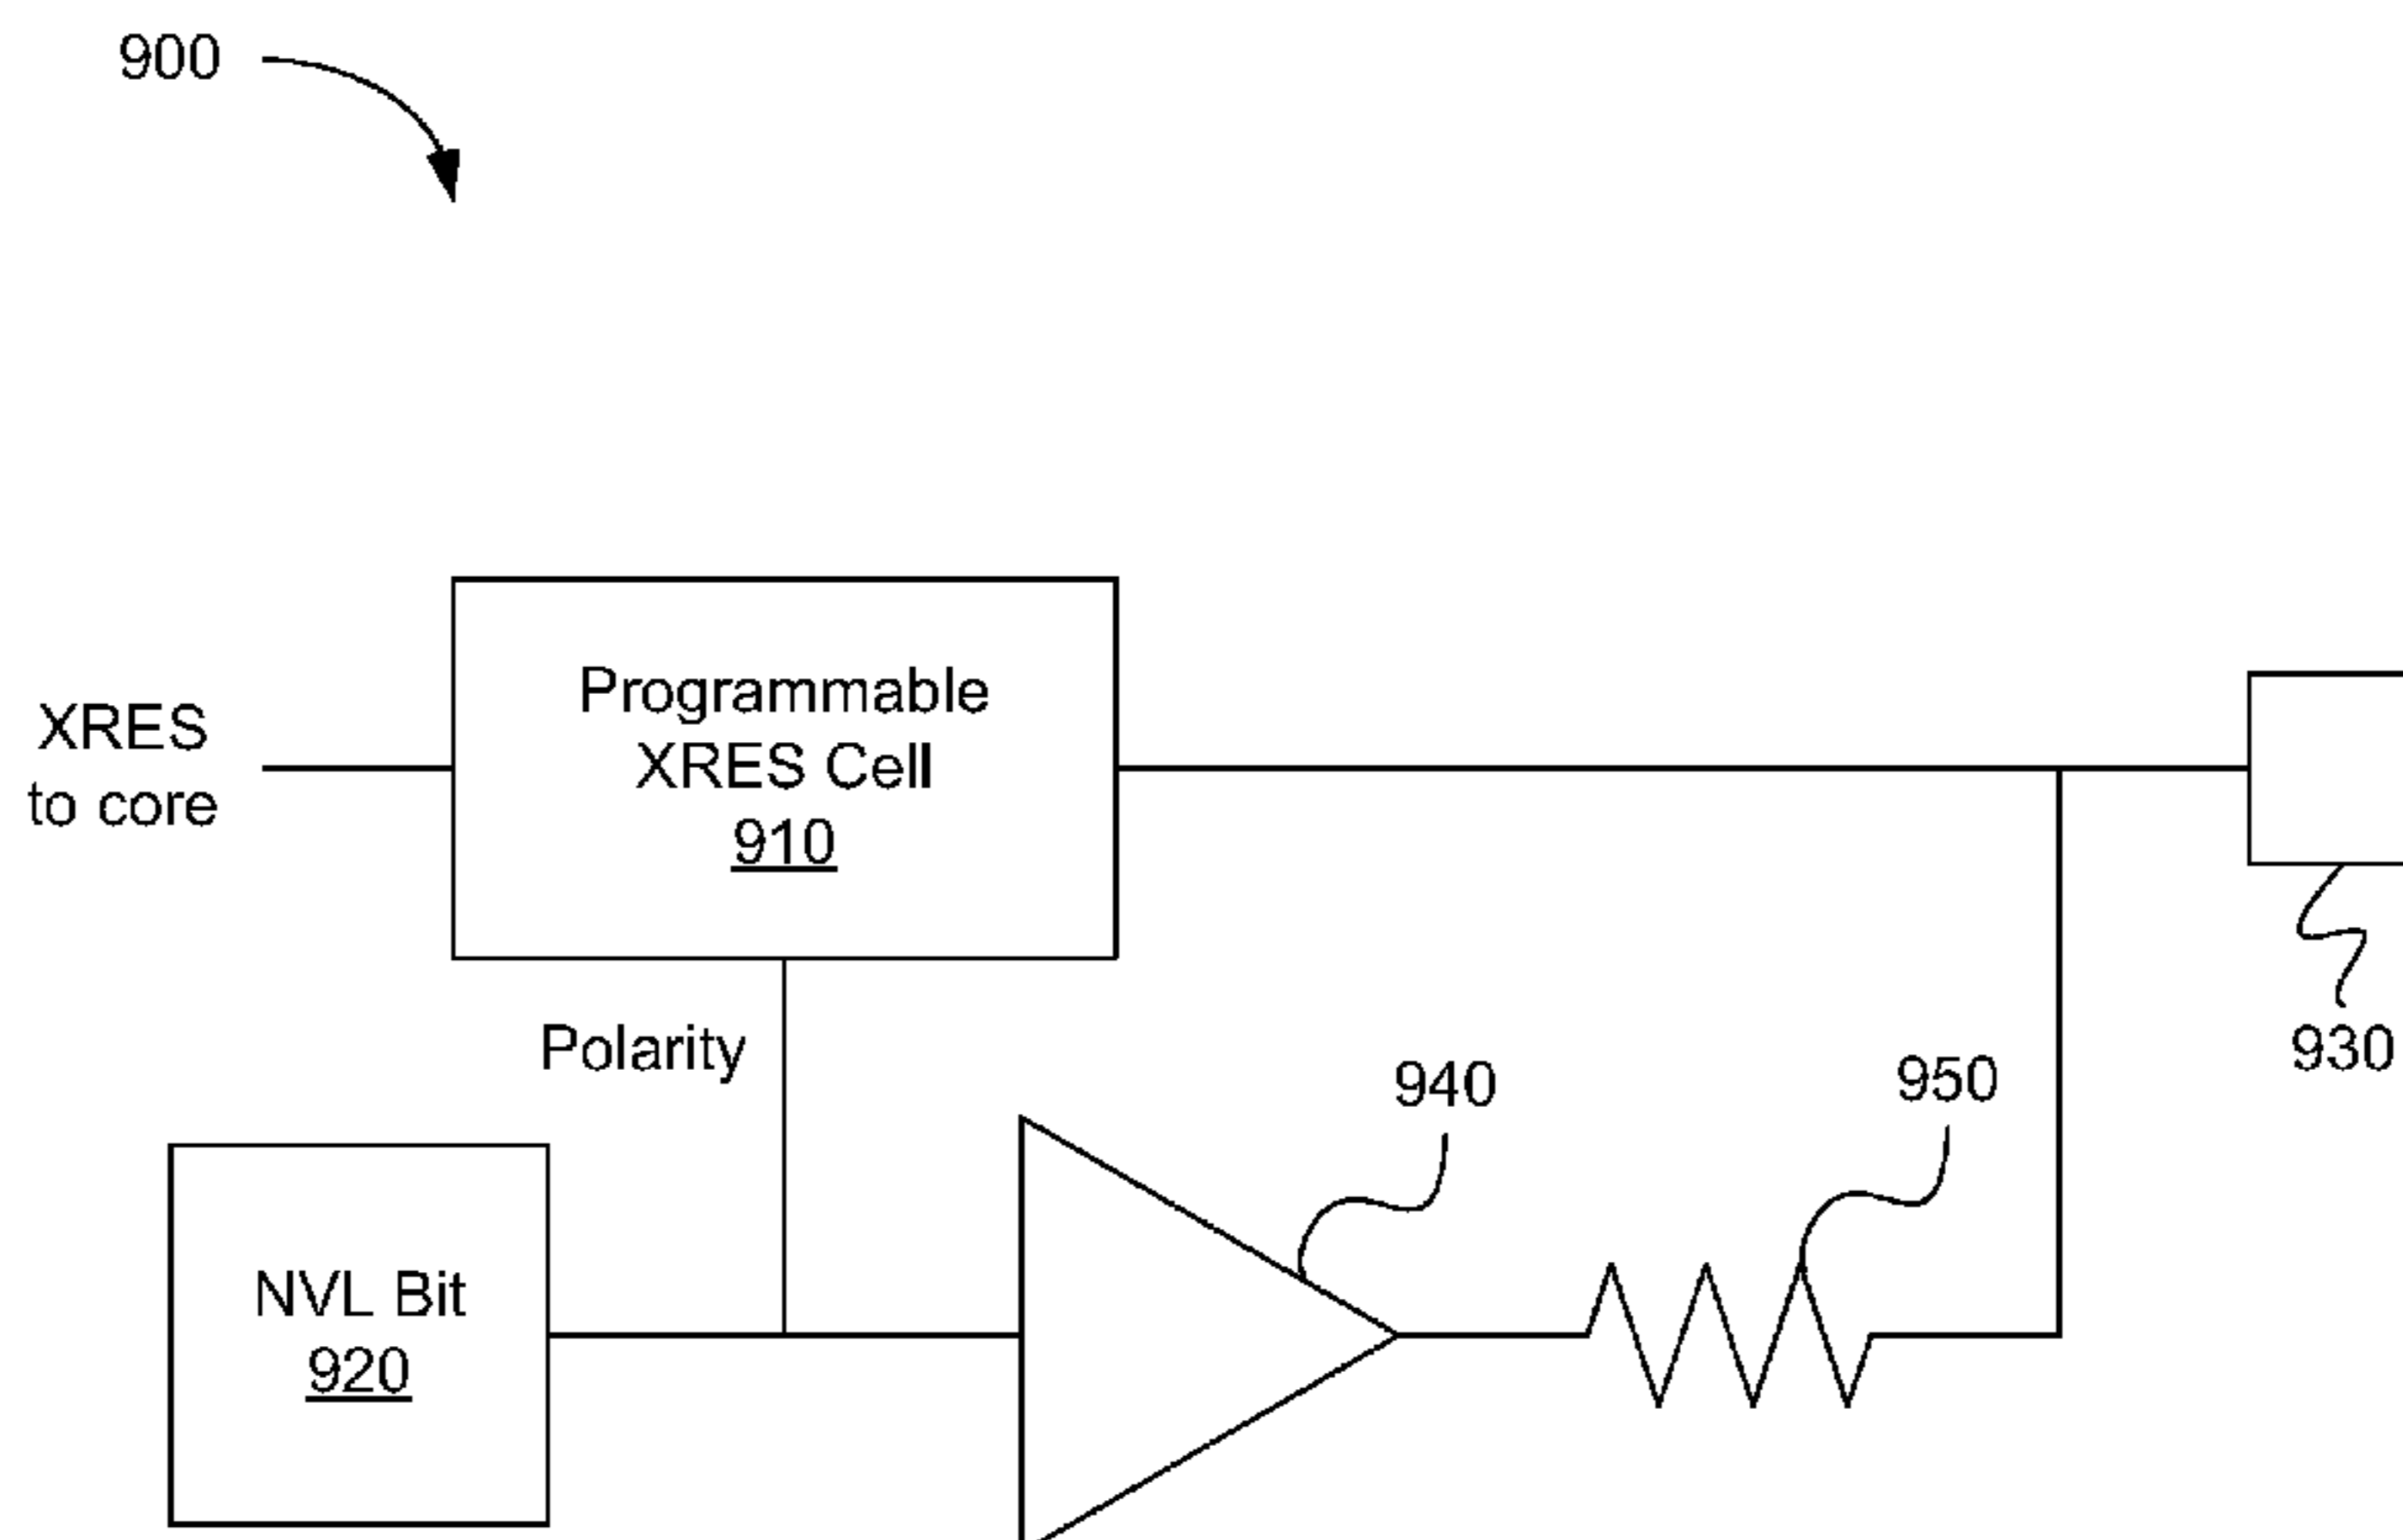 900
Programmable
XRES Cell
910
XRES
to core
930
Polarity
940
950
NVL Bit
920